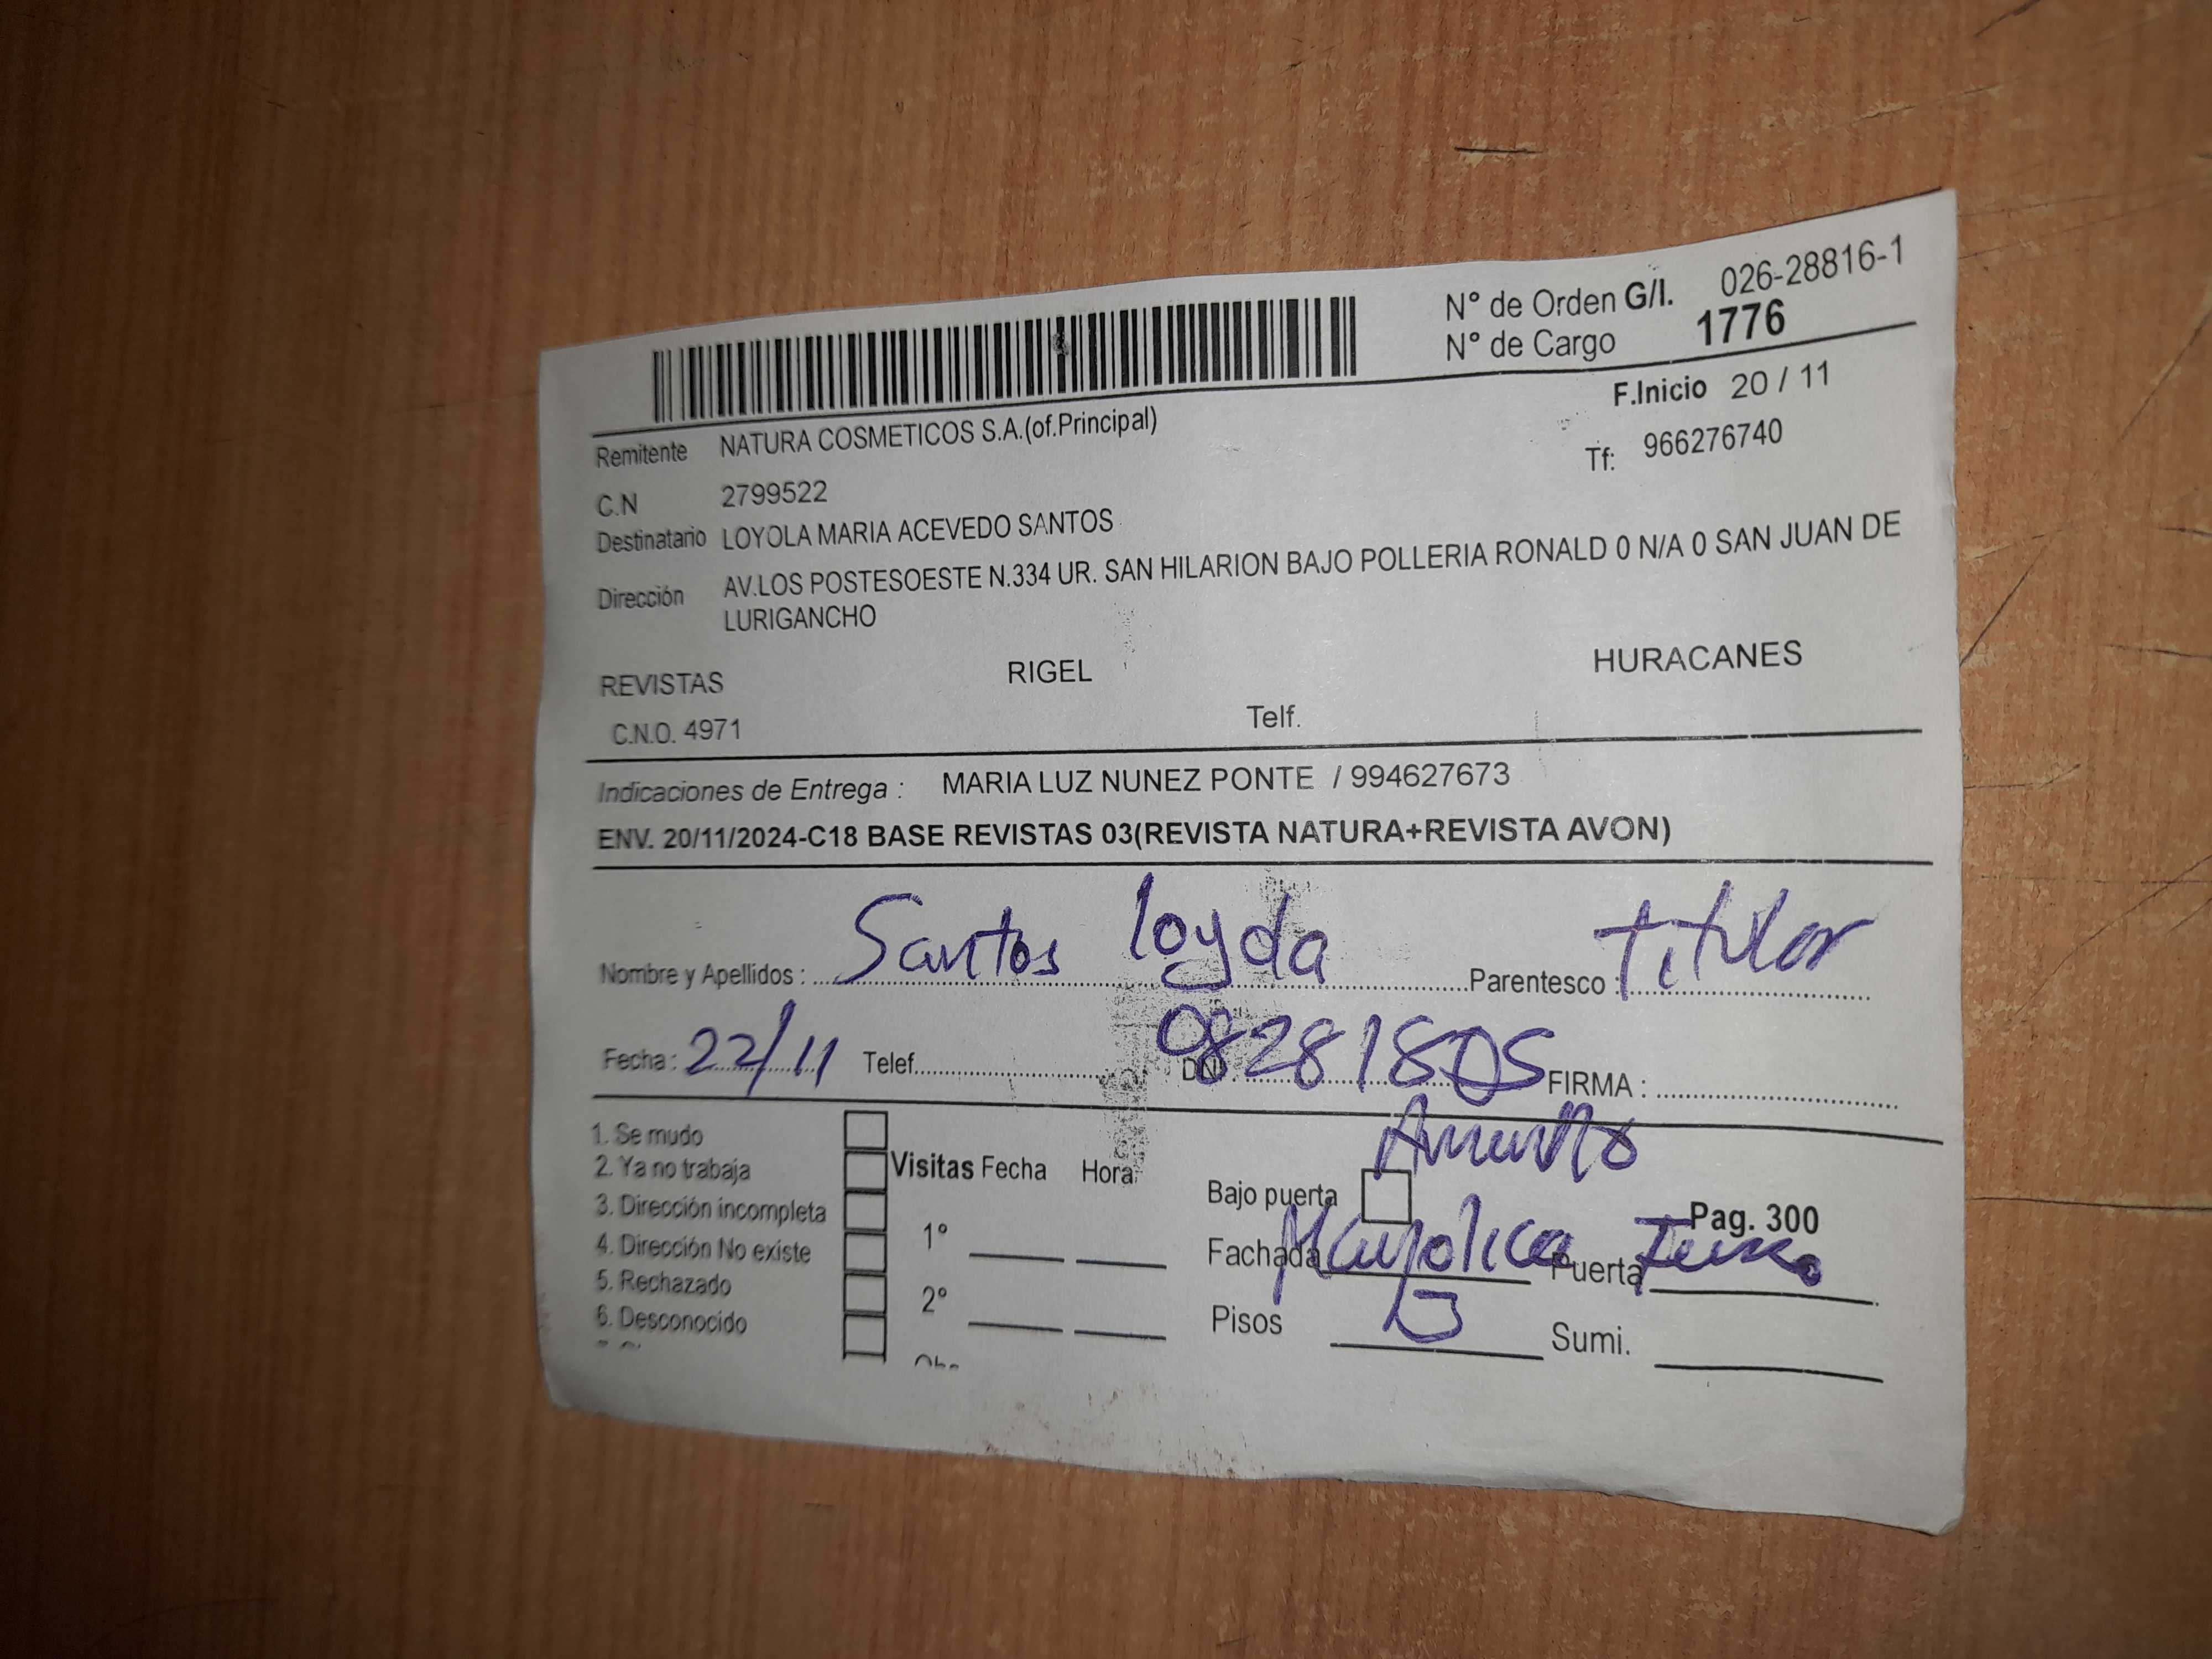 N° de Orden G/I. 026-28816-1
N° de Cargo 1776
F.Inicio 20 / 11
Remitente NATURA COSMETICOS S.A.(of.Principal)
Tf: 966276740
C.N 2799522
Destinatario LOYOLA MARIA ACEVEDO SANTOS
Dirección AV.LOS POSTESOESTE N.334 UR. SAN HILARION BAJO POLLERIA RONALD 0 N/A 0 SAN JUAN DE
LURIGANCHO
REVISTAS RIGEL HURACANES
C.N.O. 4971 Telf.
Indicaciones de Entrega : MARIA LUZ NUNEZ PONTE / 994627673
ENV. 20/11/2024-C18 BASE REVISTAS 03(REVISTA NATURA+REVISTA AVON)
Nombre y Apellidos : Santos loyda Parentesco : Titular
Fecha : 22/11 Telef. DNI. 08281805 FIRMA :
1. Se mudo
2. Ya no trabaja Visitas Fecha Hora
3. Dirección incompleta Bajo puerta Pag. 300
4. Dirección No existe 1° Fachada Mayolica Puerta
5. Rechazado 2°
6. Desconocido Pisos 3 Sumi.